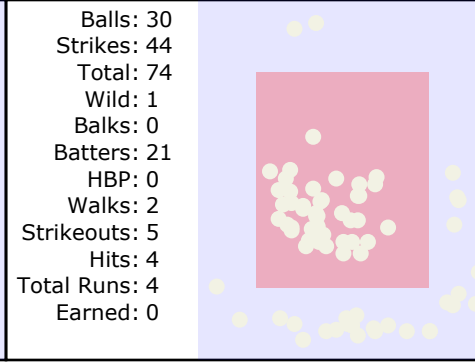 Balls: 30
Strikes: 44
Total: 74
Wild: 1
Balks: 0
Batters: 21
HBP: 0
Walks: 2
Strikeouts: 5
Hits: 4
Total Runs: 4
Earned: 0